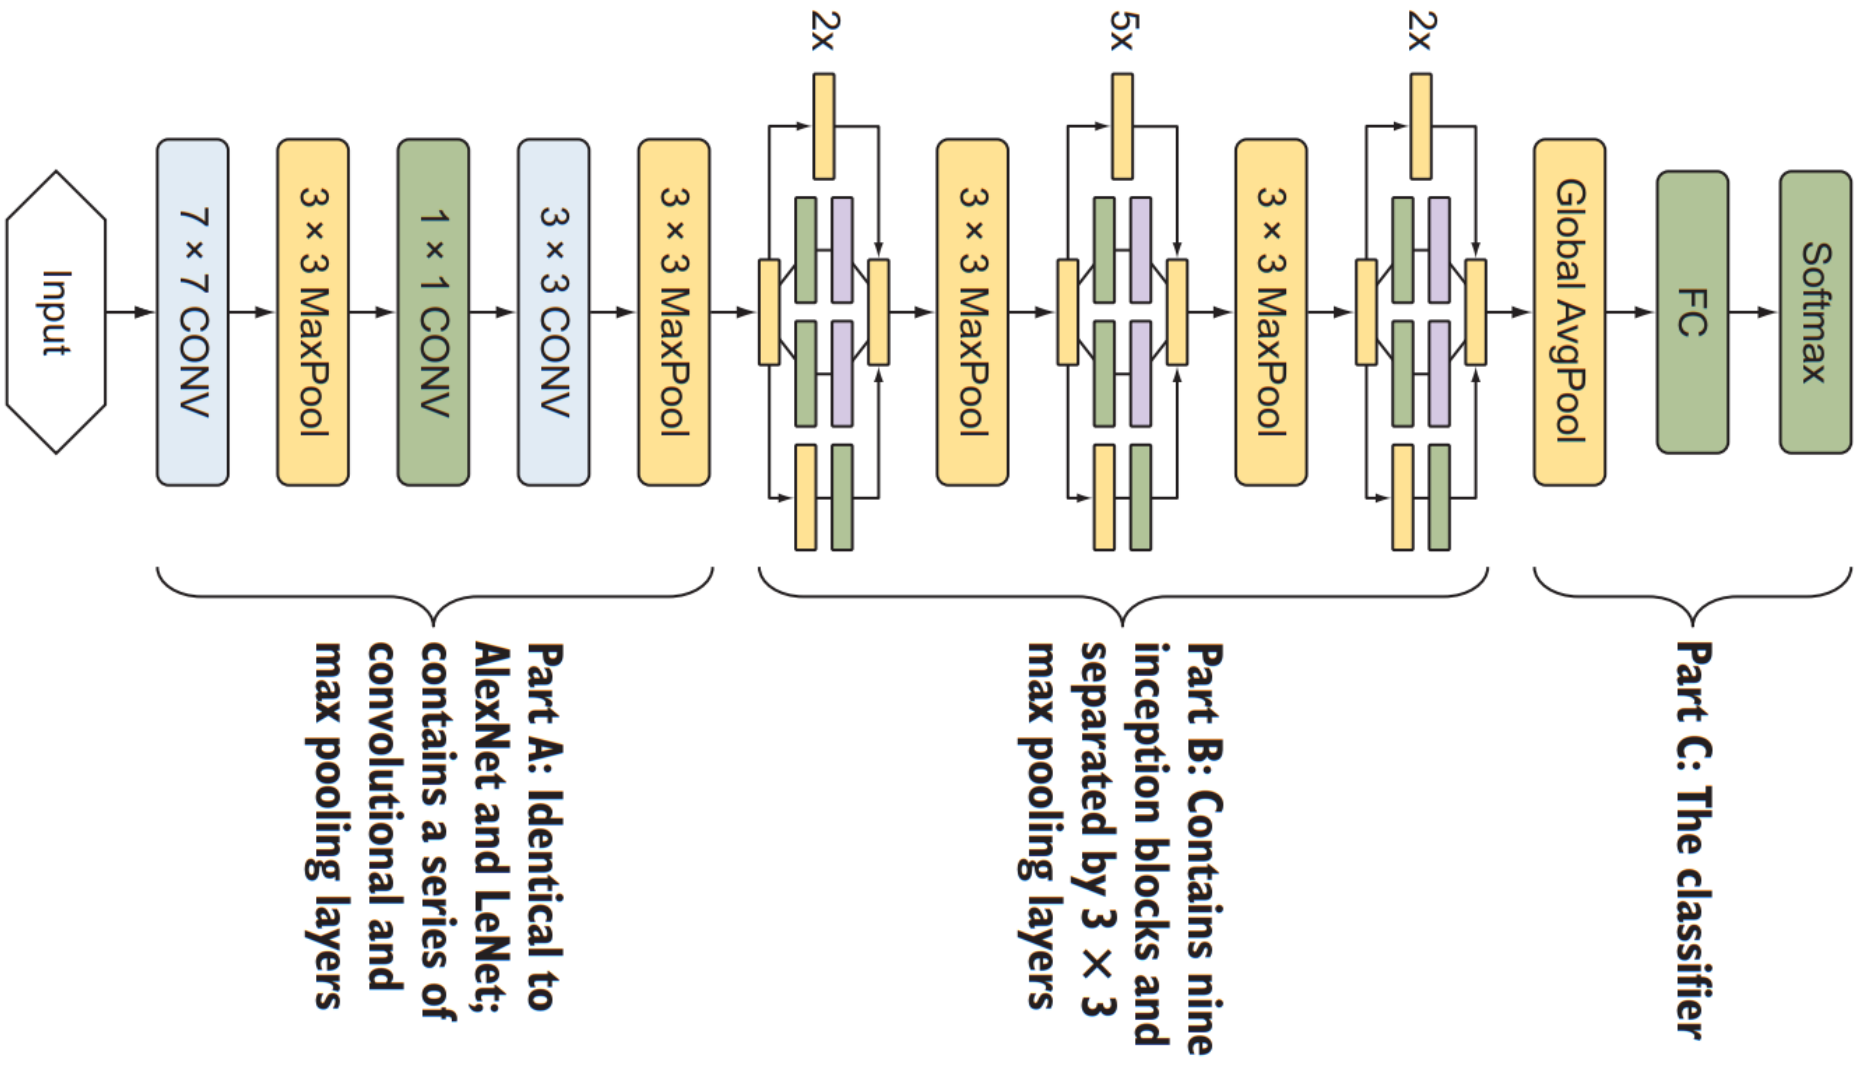 Softmax
FC
Global AvgPool
Part C: The classifier
2x
3 × 3 MaxPool
5x
3 × 3 MaxPool
2x
Part B: Contains nine
inception blocks and
separated by 3 × 3
max pooling layers
3 × 3 MaxPool
3 × 3 CONV
1 × 1 CONV
3 × 3 MaxPool
7 × 7 CONV
Part A: Identical to
AlexNet and LeNet;
contains a series of
convolutional and
max pooling layers
Input